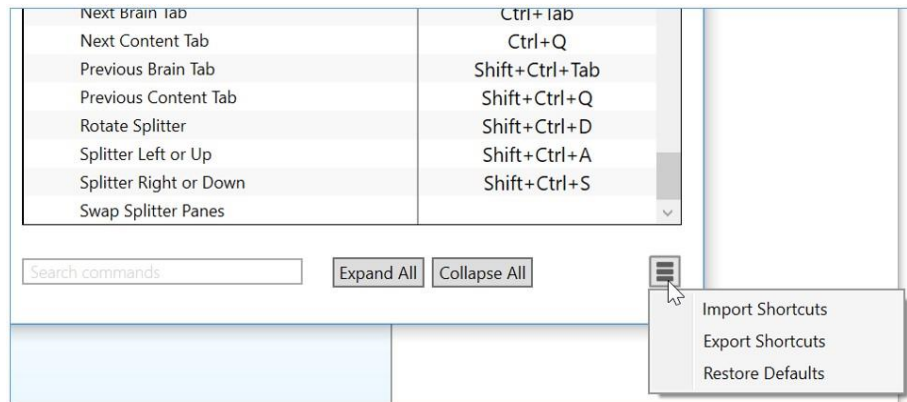 Next Brain Tab Ctrl+Tab
Next Content Tab Ctrl+Q
Previous Brain Tab Shift+Ctrl+Tab
Previous Content Tab Shift+Ctrl+Q
Rotate Splitter Shift+Ctrl+D
Splitter Left or Up Shift+Ctrl+A
Splitter Right or Down Shift+Ctrl+S
Swap Splitter Panes
Search commands Expand All Collapse All
Import Shortcuts
Export Shortcuts
Restore Defaults